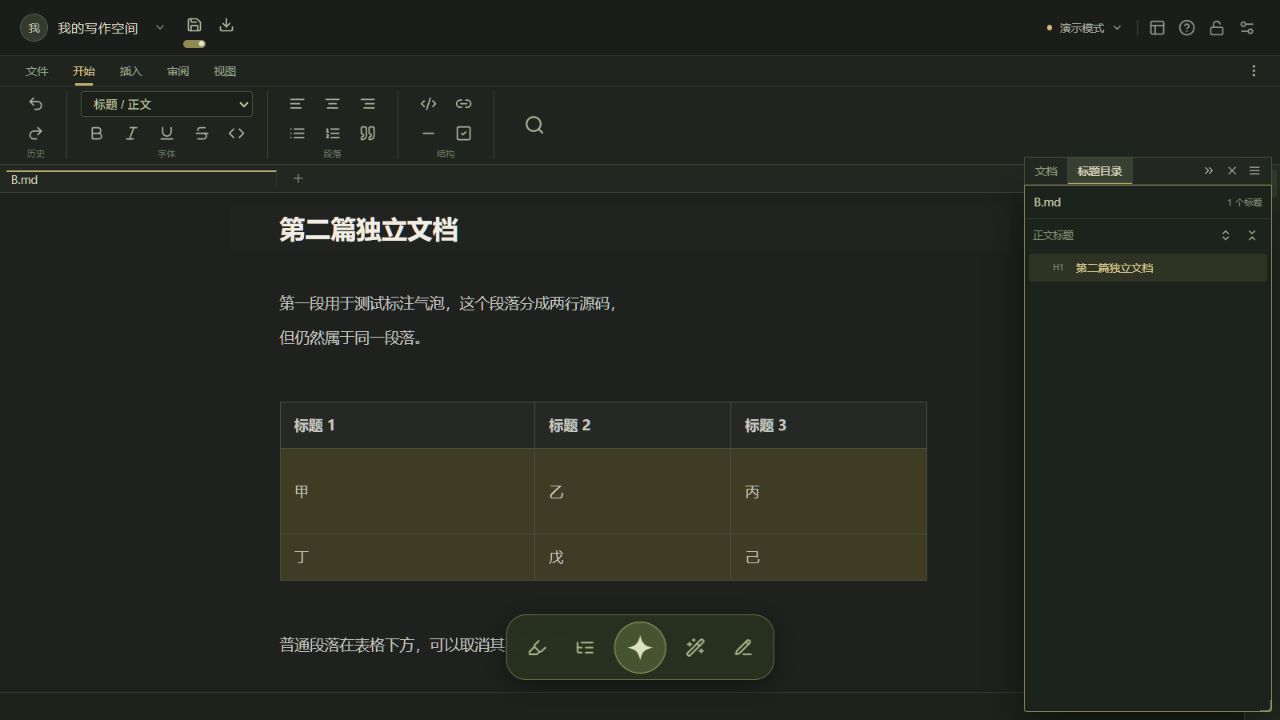 我 我的写作空间
演示模式
文件 开始 插入 审阅 视图
标题 / 正文
历史 字体 段落 结构
B.md
文档 标题目录
B.md 1 个标题
正文标题
H1 第二篇独立文档
第二篇独立文档
第一段用于测试标注气泡，这个段落分成两行源码，
但仍然属于同一段落。
标题 1 标题 2 标题 3
甲 乙 丙
丁 戊 己
普通段落在表格下方，可以取消其